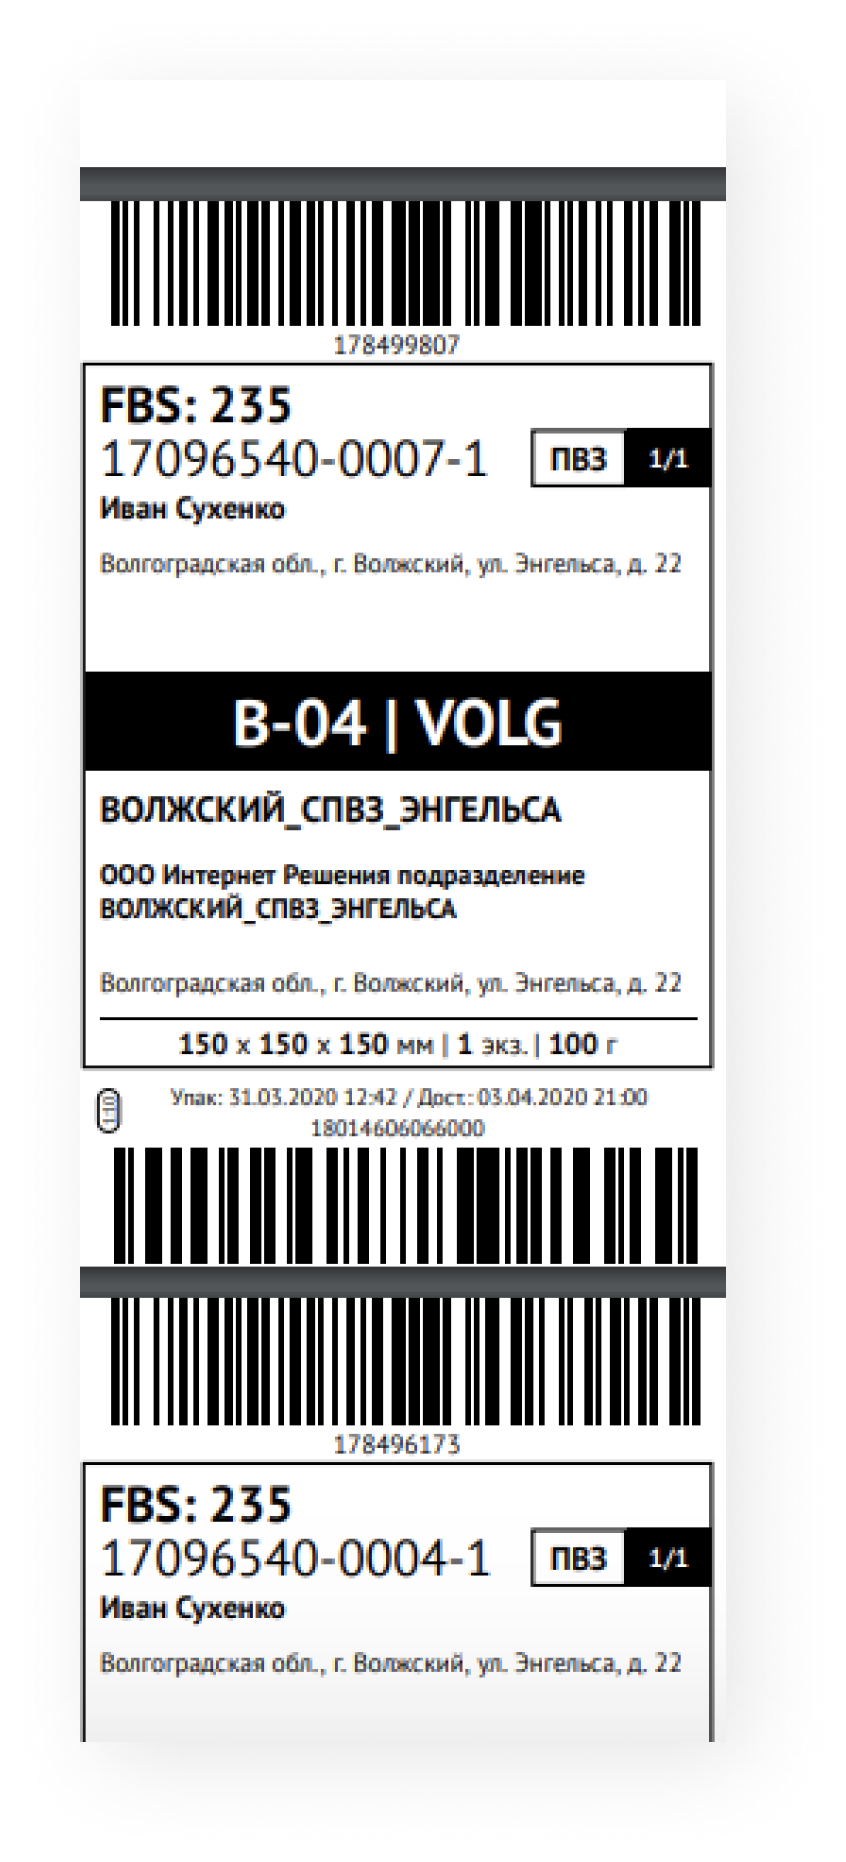 178499807
FBS: 235
17096540-0007-1
ПВЗ 1/1
Иван Сухенко
Волгоградская обл., г. Волжский, ул. Энгельса, д. 22
В-04 | VOLG
ВОЛЖСКИЙ_СПВЗ_ЭНГЕЛЬСА
ООО Интернет Решения подразделение
ВОЛЖСКИЙ_СПВЗ_ЭНГЕЛЬСА
Волгоградская обл., г. Волжский, ул. Энгельса, д. 22
150 x 150 x 150 мм | 1 экз. | 100 г
Упак: 31.03.2020 12:42 / Дост.: 03.04.2020 21:00
18014606066000
178496173
FBS: 235
17096540-0004-1
ПВЗ 1/1
Иван Сухенко
Волгоградская обл., г. Волжский, ул. Энгельса, д. 22